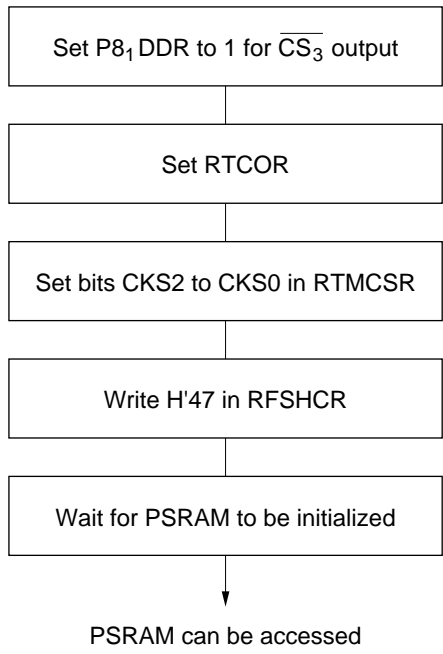 Set P8₁ DDR to 1 for C̅S̅₃ output
Set RTCOR
Set bits CKS2 to CKS0 in RTMCSR
Write H'47 in RFSHCR
Wait for PSRAM to be initialized
PSRAM can be accessed